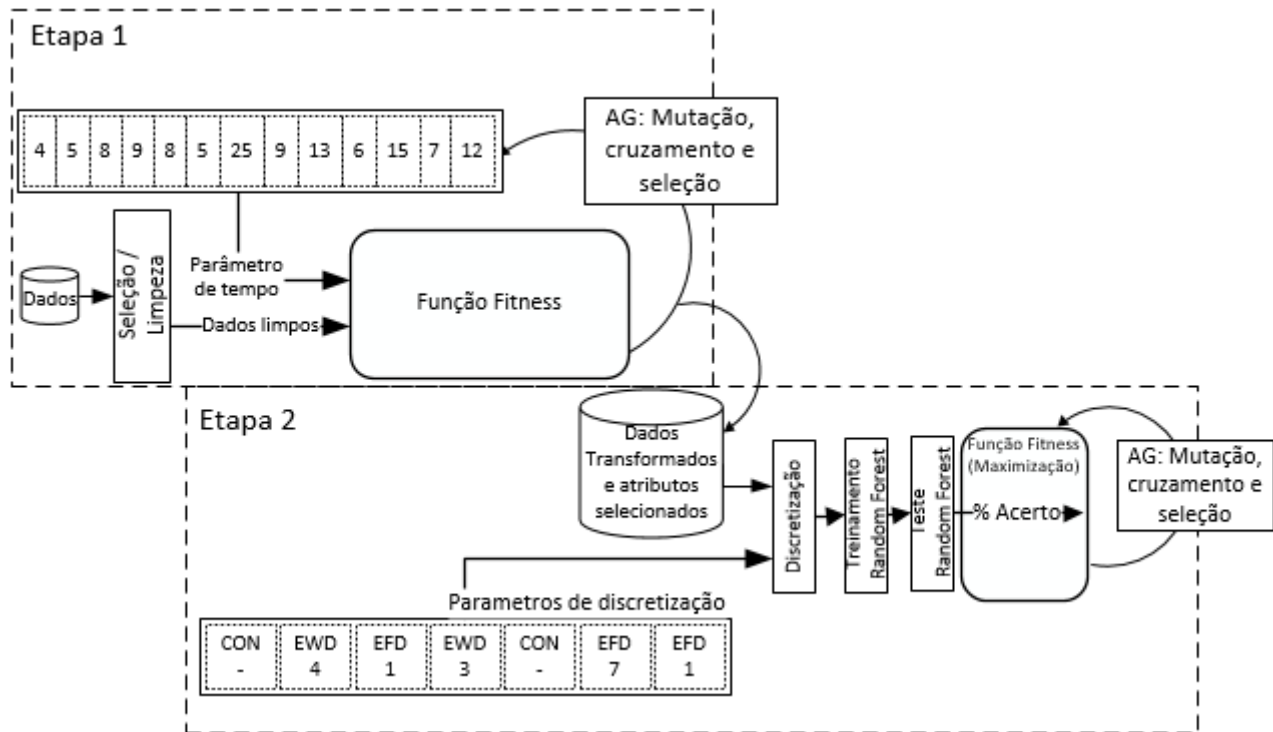 Etapa 1
4 5 8 9 8 5 25 9 13 6 15 7 12
AG: Mutação,
cruzamento e
seleção
Dados
Seleção /
Limpeza
Parâmetro
de tempo
Dados limpos
Função Fitness
Etapa 2
Dados
Transformados
e atributos
selecionados
Discretização
Treinamento
Random Forest
Teste
Random Forest
Função Fitness
(Maximização)
% Acerto
AG: Mutação,
cruzamento e
seleção
Parametros de discretização
CON EWD EFD EWD CON EFD EFD
- 4 1 3 - 7 1